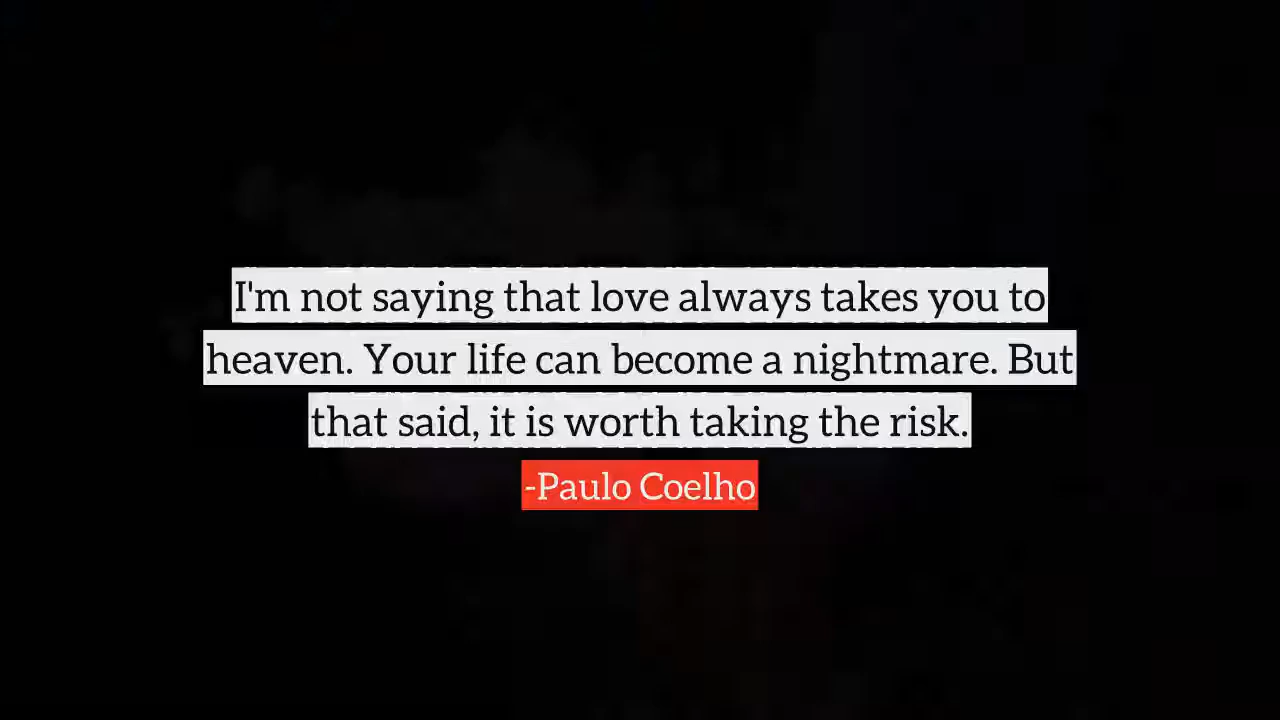 I'm not saying that love always takes you to
heaven. Your life can become a nightmare. But
that said, it is worth taking the risk.
-Paulo Coelho